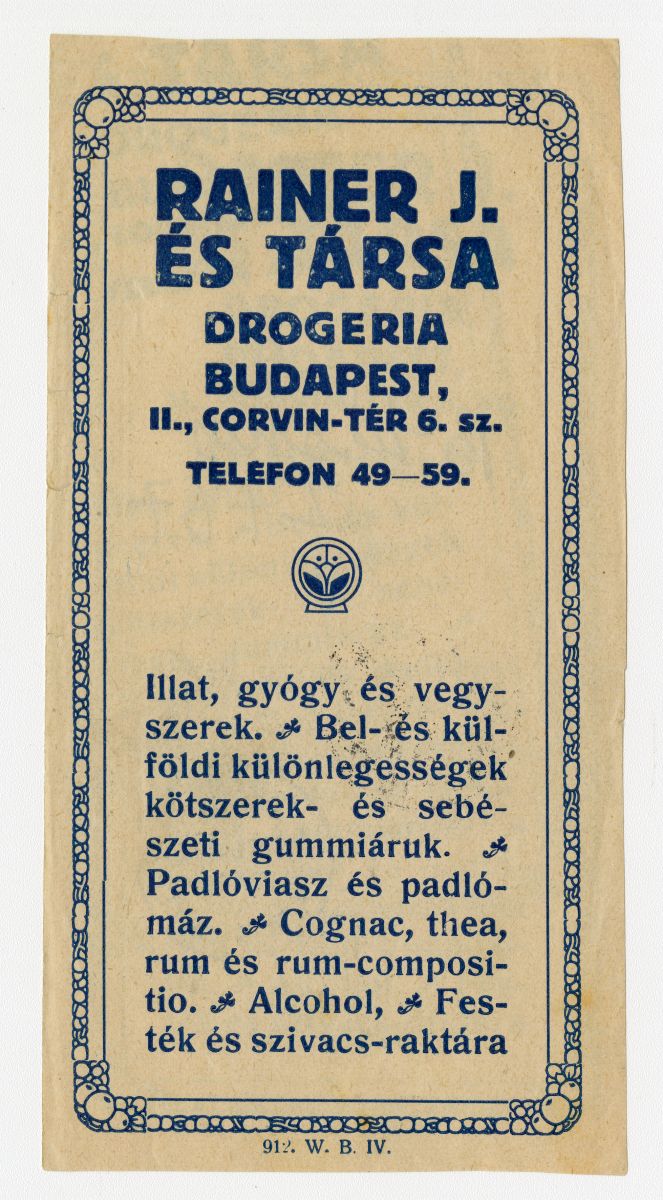 RAINER J.
ÉS TÁRSA
DROGERIA
BUDAPEST,
II., CORVIN-TÉR 6. sz.
TELEFON 49—59.
Illat, gyógy és vegy-
szerek. Bel- és kül-
földi különlegességek
kötszerek- és sebé-
szeti gummiáruk.
Padlóviasz és padló-
máz. Cognac, thea,
rum és rum-composi-
tio. Alcohol, Fes-
ték és szivacs-raktára
912. W. B. IV.